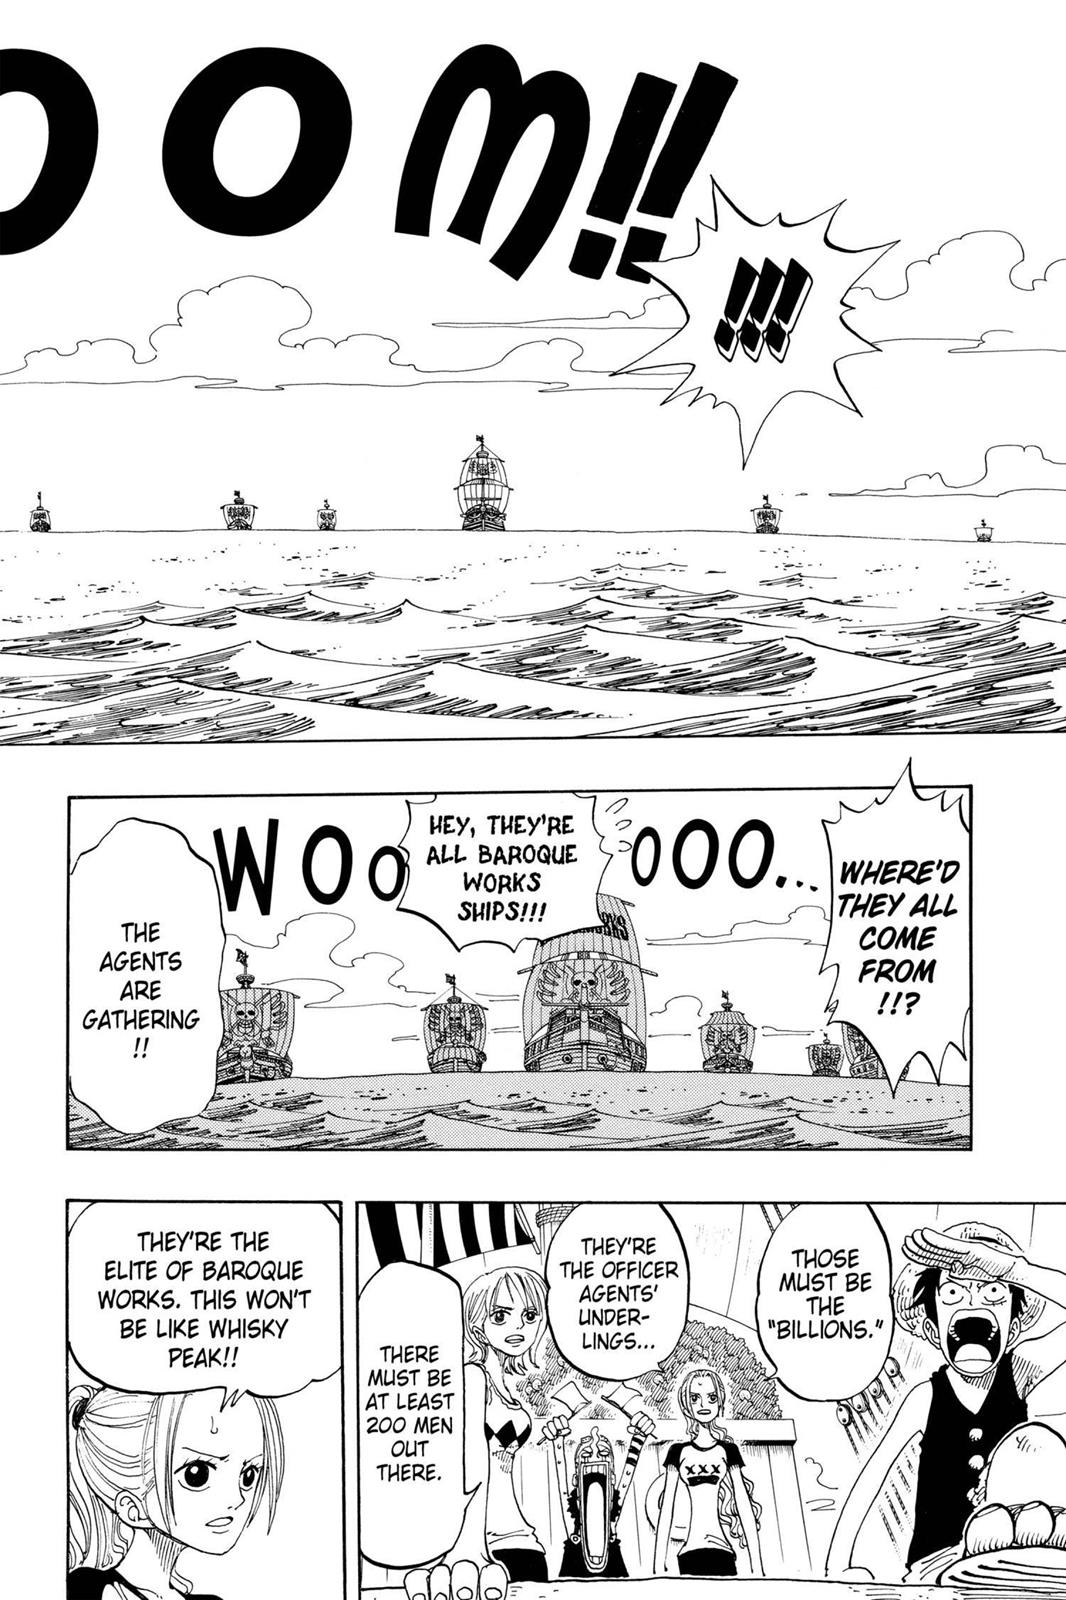 OOM!!
!!!
WHERE'D
THEY ALL
COME
FROM
!!?
HEY, THEY'RE
ALL BAROQUE
WORKS
SHIPS!!!
WOO
OOO...
THE
AGENTS
ARE
GATHERING
!!
THOSE
MUST BE
THE
"BILLIONS."
THEY'RE
THE OFFICER
AGENTS'
UNDER-
LINGS...
THERE
MUST BE
AT LEAST
200 MEN
OUT
THERE.
XXX
THEY'RE THE
ELITE OF BAROQUE
WORKS. THIS WON'T
BE LIKE WHISKY
PEAK!!